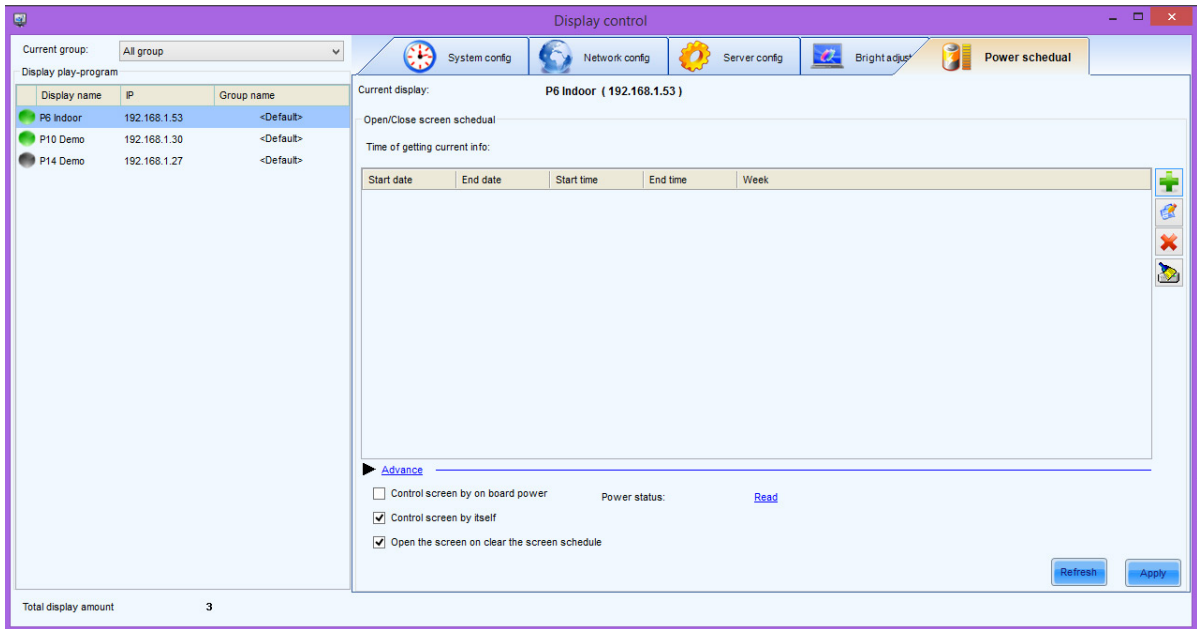 Display control
Current group: All group
Display play-program
Display name IP Group name
P6 Indoor 192.168.1.53 <Default>
P10 Demo 192.168.1.30 <Default>
P14 Demo 192.168.1.27 <Default>
Total display amount 3
System config Network config Server config Bright adjust Power schedual
Current display: P6 Indoor ( 192.168.1.53 )
Open/Close screen schedual
Time of getting current info:
Start date End date Start time End time Week
Advance
Control screen by on board power Power status: Read
Control screen by itself
Open the screen on clear the screen schedule
Refresh Apply